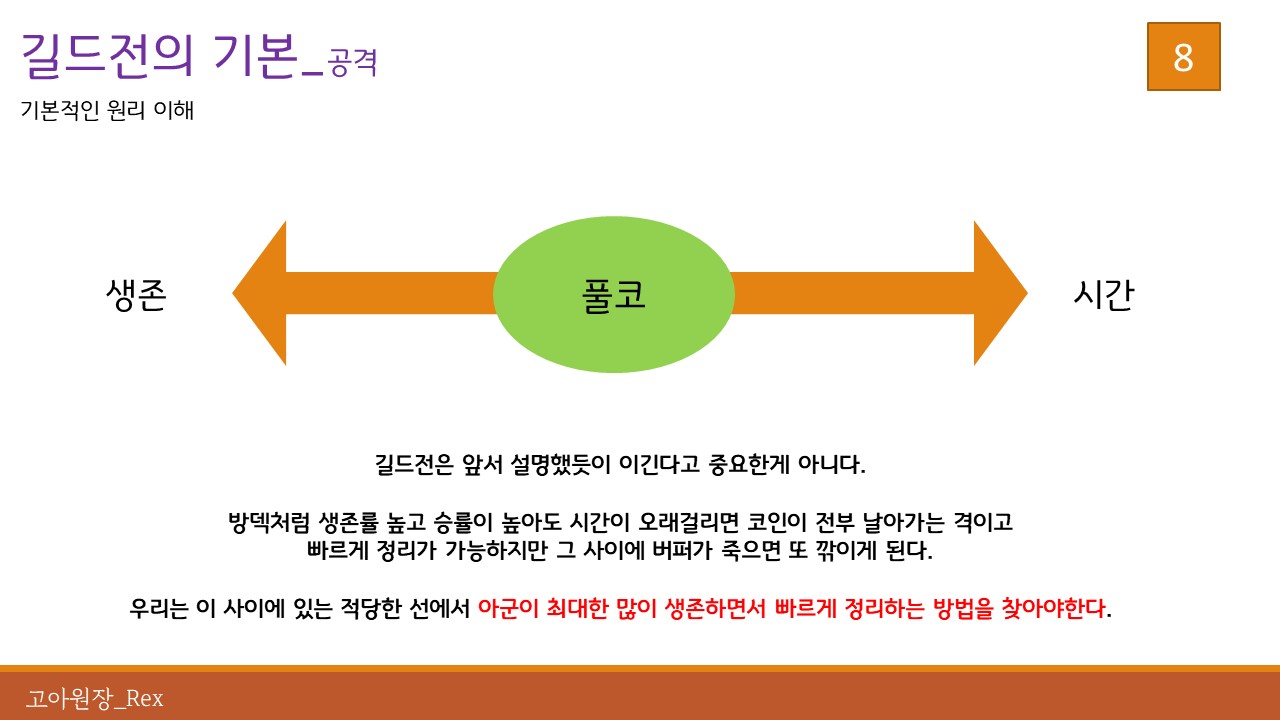 길드전의 기본_공격
8
기본적인 원리 이해
생존
풀코
시간
길드전은 앞서 설명했듯이 이긴다고 중요한게 아니다.
방덱처럼 생존률 높고 승률이 높아도 시간이 오래걸리면 코인이 전부 날아가는 격이고
빠르게 정리가 가능하지만 그 사이에 버퍼가 죽으면 또 깎이게 된다.
우리는 이 사이에 있는 적당한 선에서 아군이 최대한 많이 생존하면서 빠르게 정리하는 방법을 찾아야한다.
고아원장_Rex